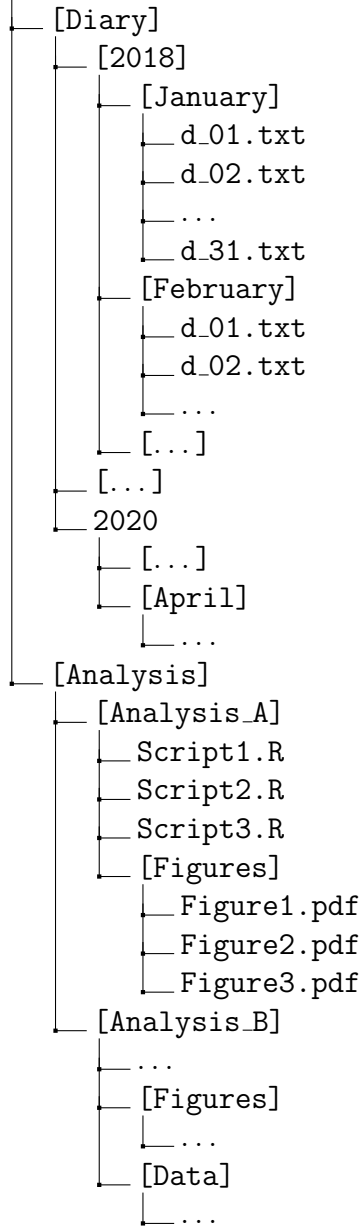 [Diary]
[2018]
[January]
d_01.txt
d_02.txt
...
d_31.txt
[February]
d_01.txt
d_02.txt
...
[...]
[...]
2020
[...]
[April]
...
[Analysis]
[Analysis_A]
Script1.R
Script2.R
Script3.R
[Figures]
Figure1.pdf
Figure2.pdf
Figure3.pdf
[Analysis_B]
...
[Figures]
...
[Data]
...